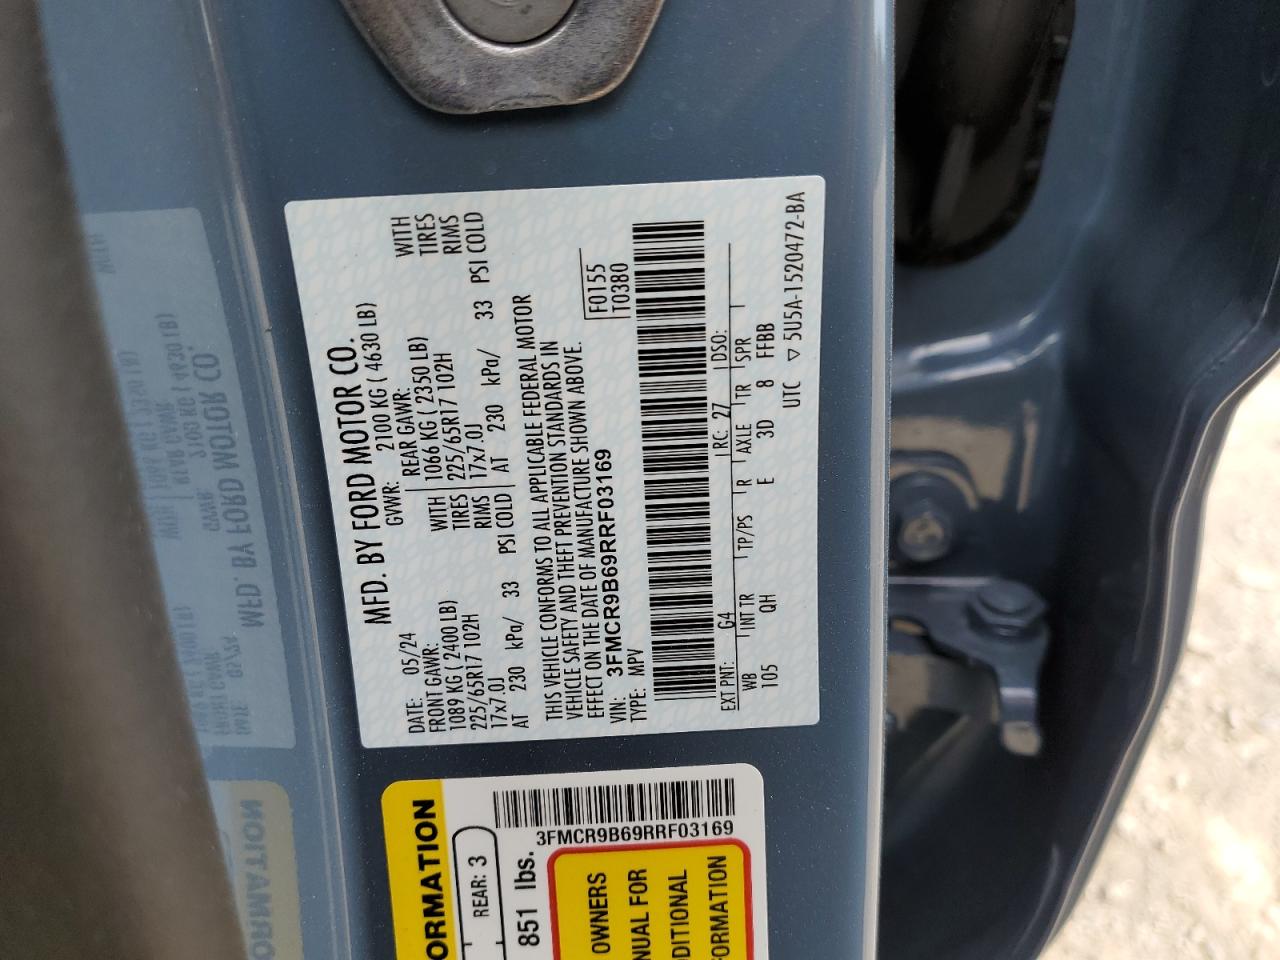 MFD. BY FORD MOTOR CO.
DATE: 05/24 GVWR: 2100 KG ( 4630 LB)
FRONT GAWR: REAR GAWR:
1089 KG ( 2400 LB) WITH 1066 KG ( 2350 LB) WITH
225/65R17 102H TIRES 225/65R17 102H TIRES
17x7.0J RIMS 17x7.0J RIMS
AT 230 kPa/ 33 PSI COLD AT 230 kPa/ 33 PSI COLD
THIS VEHICLE CONFORMS TO ALL APPLICABLE FEDERAL MOTOR
VEHICLE SAFETY AND THEFT PREVENTION STANDARDS IN
EFFECT ON THE DATE OF MANUFACTURE SHOWN ABOVE.
VIN: 3FMCR9B69RRF03169
TYPE: MPV
F0155
T0380
EXT PNT: G4 RC: 27 DSO:
WB INT TR TP/PS R AXLE TR SPR
105 QH E 3D 8 FFBB
UTC ▽ 5U5A-1520472-BA
ORMATION
REAR: 3
851 lbs.
3FMCR9B69RRF03169
OWNERS
NUAL FOR
DDITIONAL
FORMATION